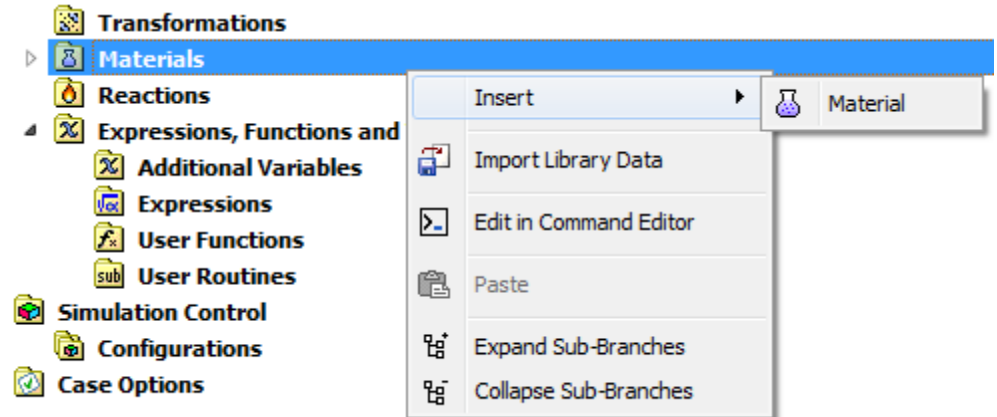 Transformations
Materials
Reactions
Expressions, Functions and
Additional Variables
Expressions
User Functions
sub User Routines
Simulation Control
Configurations
Case Options
Insert
Import Library Data
Edit in Command Editor
Paste
Expand Sub-Branches
Collapse Sub-Branches
Material